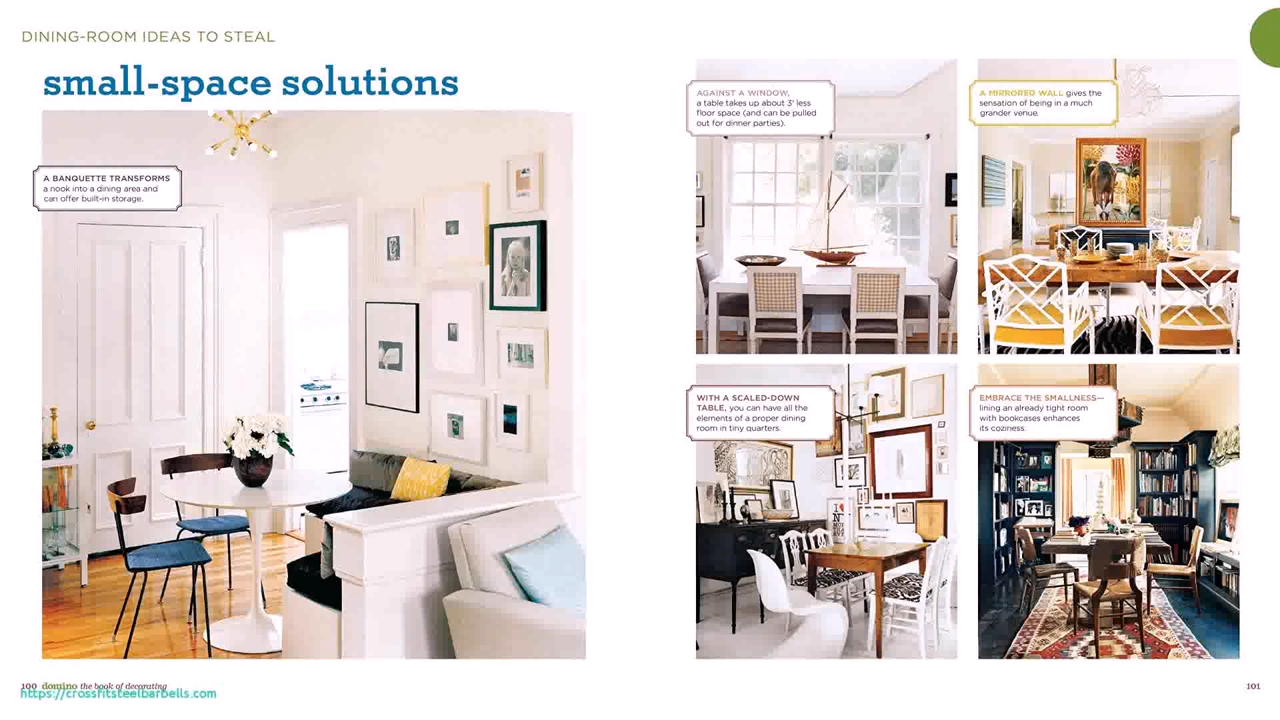 DINING-ROOM IDEAS TO STEAL
small-space solutions
A BANQUETTE TRANSFORMS
a nook into a dining area and
can offer built-in storage.
AGAINST A WINDOW,
a table takes up about 3' less
floor space (and can be pulled
out for dinner parties).
A MIRRORED WALL gives the
sensation of being in a much
grander venue.
WITH A SCALED-DOWN
TABLE, you can have all the
elements of a proper dining
room in tiny quarters.
EMBRACE THE SMALLNESS—
lining an already tight room
with bookcases enhances
its coziness.
100 domino the book of decorating
https://crossfitsteelbarbells.com
101